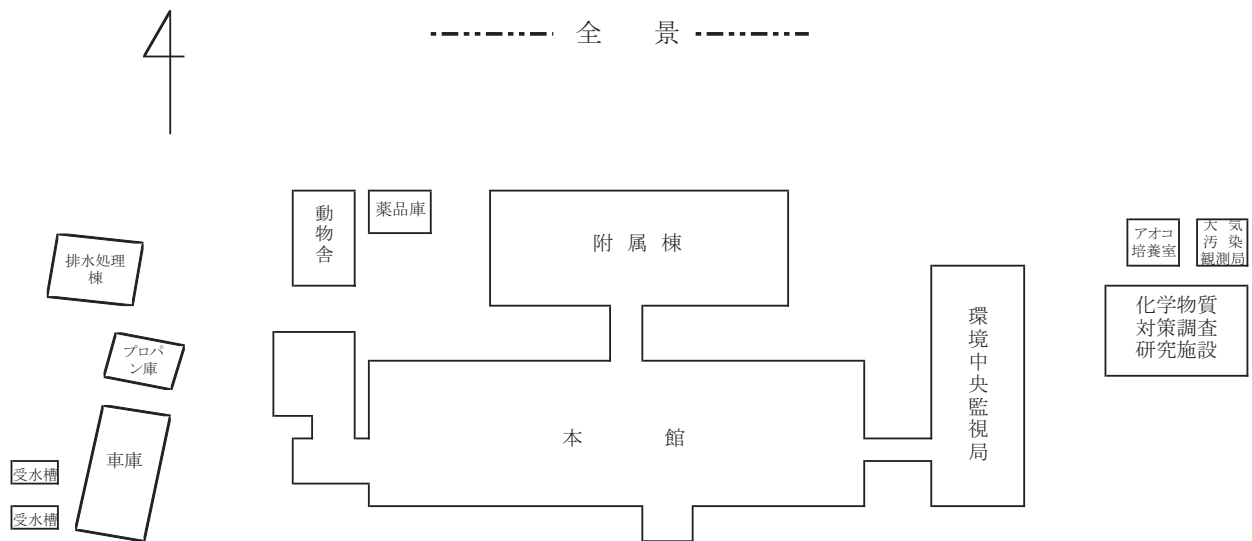 全 景
動
物
舎
薬品庫
附 属 棟
アオコ
培養室
大 気
汚 染
観測局
排水処理
棟
化学物質
対策調査
研究施設
環
境
中
央
監
視
局
プロパ
ン庫
本 館
車庫
受水槽
受水槽